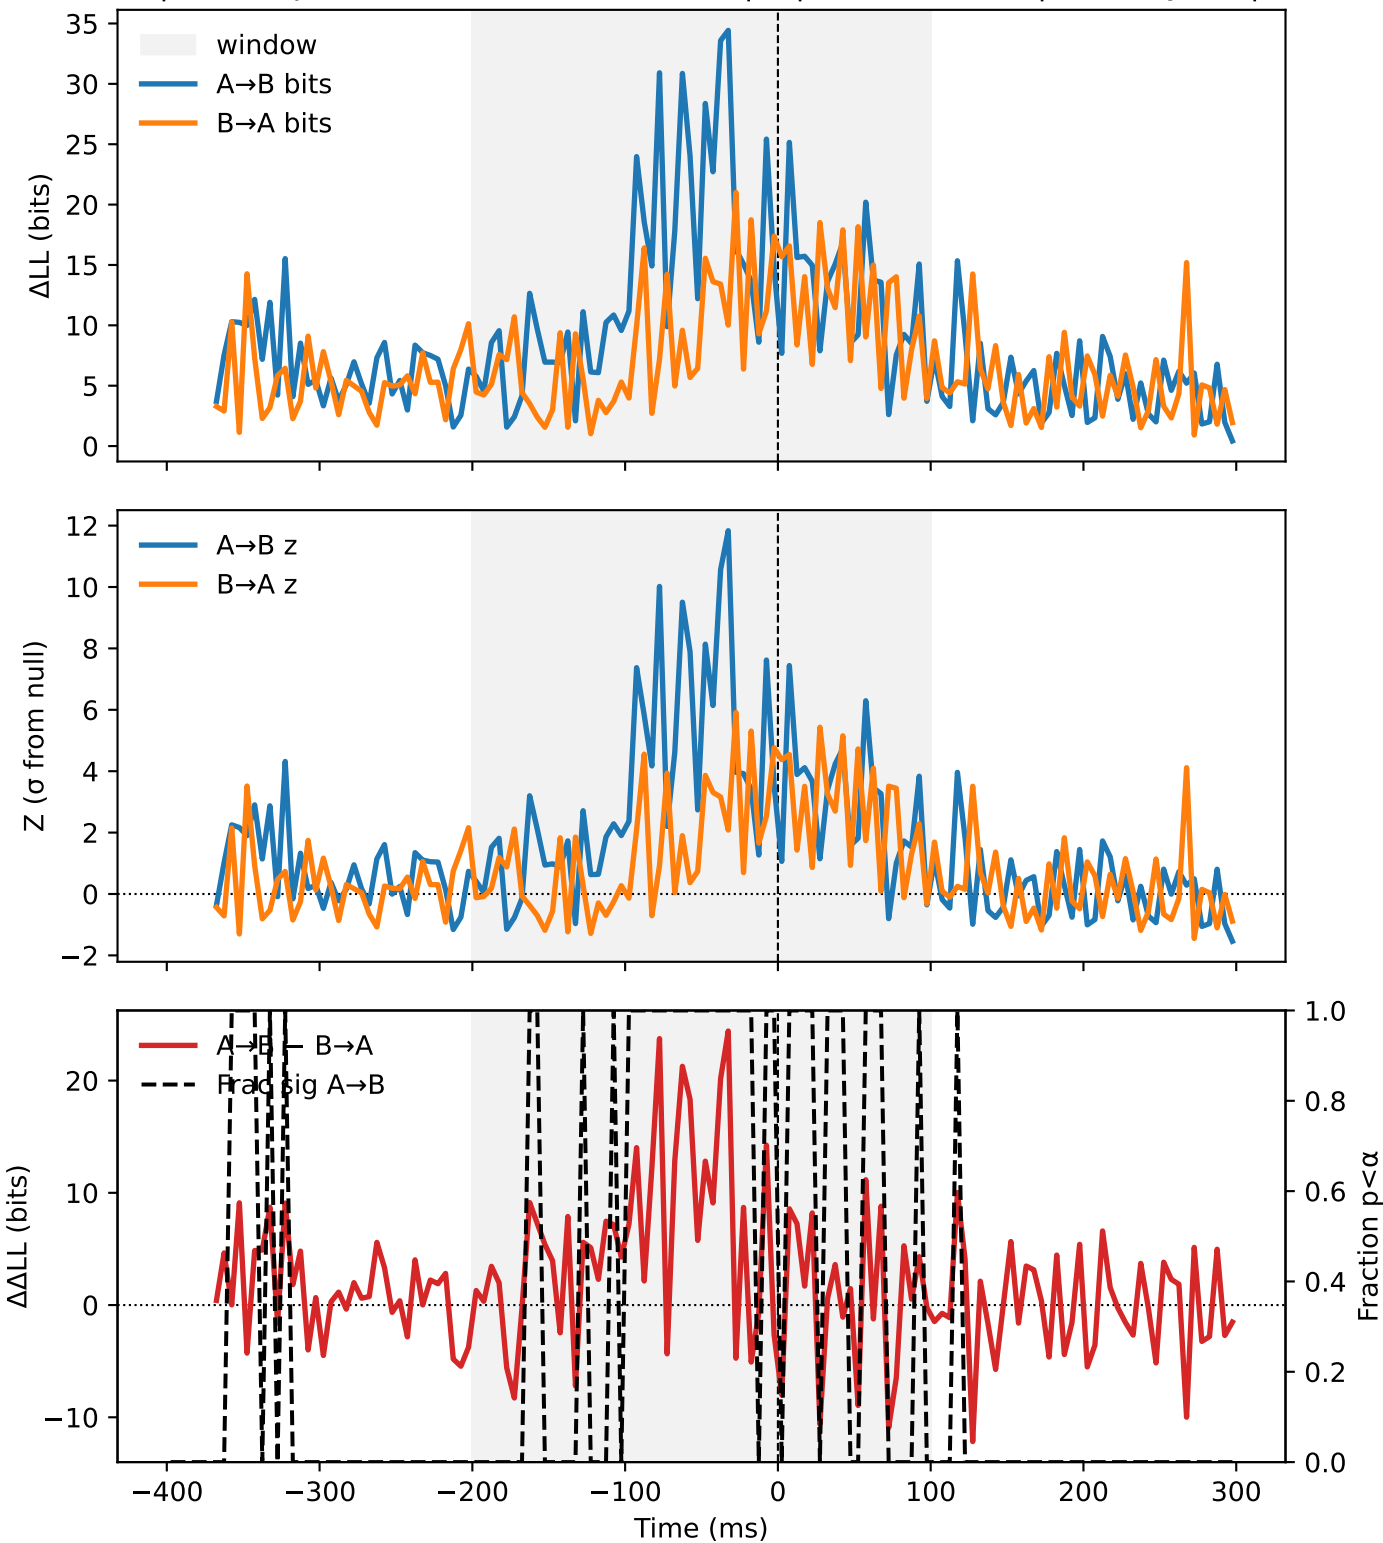 35
30
25
20
15
10
5
0
ΔLL (bits)
window
A→B bits
B→A bits
12
10
8
6
4
2
0
−2
Z (σ from null)
A→B z
B→A z
20
10
0
−10
ΔΔLL (bits)
A→B − B→A
Frac sig A→B
1.0
0.8
0.6
0.4
0.2
0.0
Fraction p<α
−400 −300 −200 −100 0 100 200 300
Time (ms)